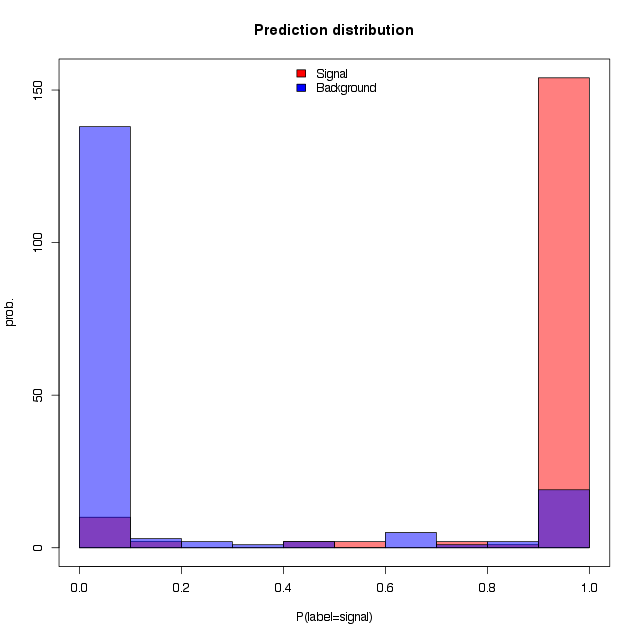 Prediction distribution
Signal
Background
150
100
50
0
prob.
0.0 0.2 0.4 0.6 0.8 1.0
P(label=signal)